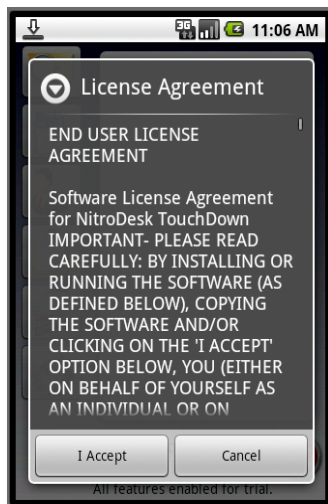 3G
11:06 AM
License Agreement
END USER LICENSE
AGREEMENT
Software License Agreement
for NitroDesk TouchDown
IMPORTANT- PLEASE READ
CAREFULLY: BY INSTALLING OR
RUNNING THE SOFTWARE (AS
DEFINED BELOW), COPYING
THE SOFTWARE AND/OR
CLICKING ON THE 'I ACCEPT'
OPTION BELOW, YOU (EITHER
ON BEHALF OF YOURSELF AS
AN INDIVIDUAL OR ON
I Accept
Cancel
All features enabled for trial.